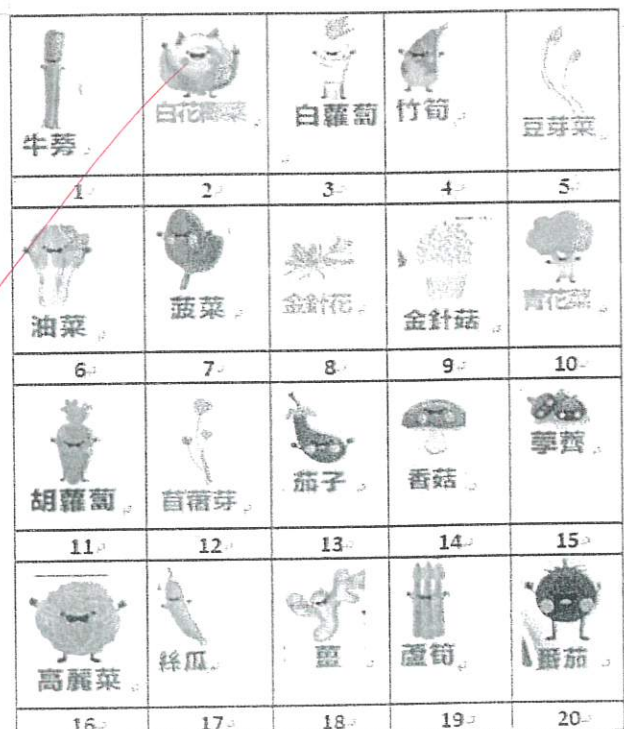 牛蒡 白花椰菜 白蘿蔔 竹筍 豆芽菜
1 2 3 4 5
油菜 菠菜 金針花 金針菇 青花菜
6 7 8 9 10
胡蘿蔔 苜蓿芽 茄子 香菇 荸薺
11 12 13 14 15
高麗菜 絲瓜 薑 蘆筍 番茄
16 17 18 19 20